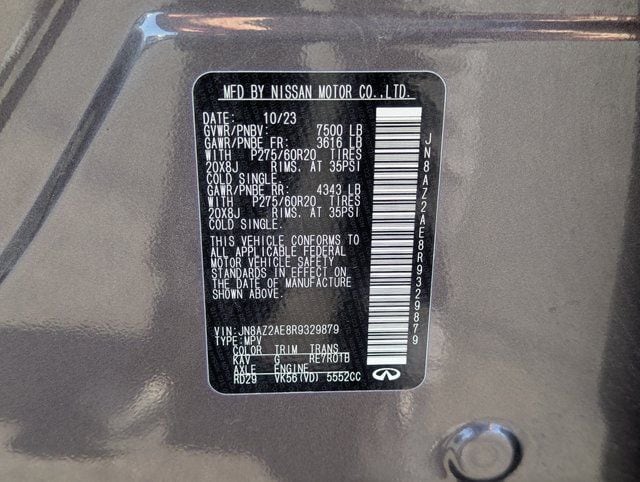 MFD BY NISSAN MOTOR CO.,LTD.
DATE: 10/23
GVWR/PNBV: 7500 LB
GAWR/PNBE FR: 3616 LB
WITH P275/60R20 TIRES
20X8J RIMS. AT 35PSI
COLD SINGLE.
GAWR/PNBE RR: 4343 LB
WITH P275/60R20 TIRES
20X8J RIMS. AT 35PSI
COLD SINGLE.
THIS VEHICLE CONFORMS TO
ALL APPLICABLE FEDERAL
MOTOR VEHICLE SAFETY
STANDARDS IN EFFECT ON
THE DATE OF MANUFACTURE
SHOWN ABOVE.
VIN:JN8AZ2AE8R9329879
TYPE:MPV
COLOR TRIM TRANS
KAV G RE7R01B
AXLE ENGINE
RD29 VK56(VD) 5552CC
JN8AZ2AE8R9329879